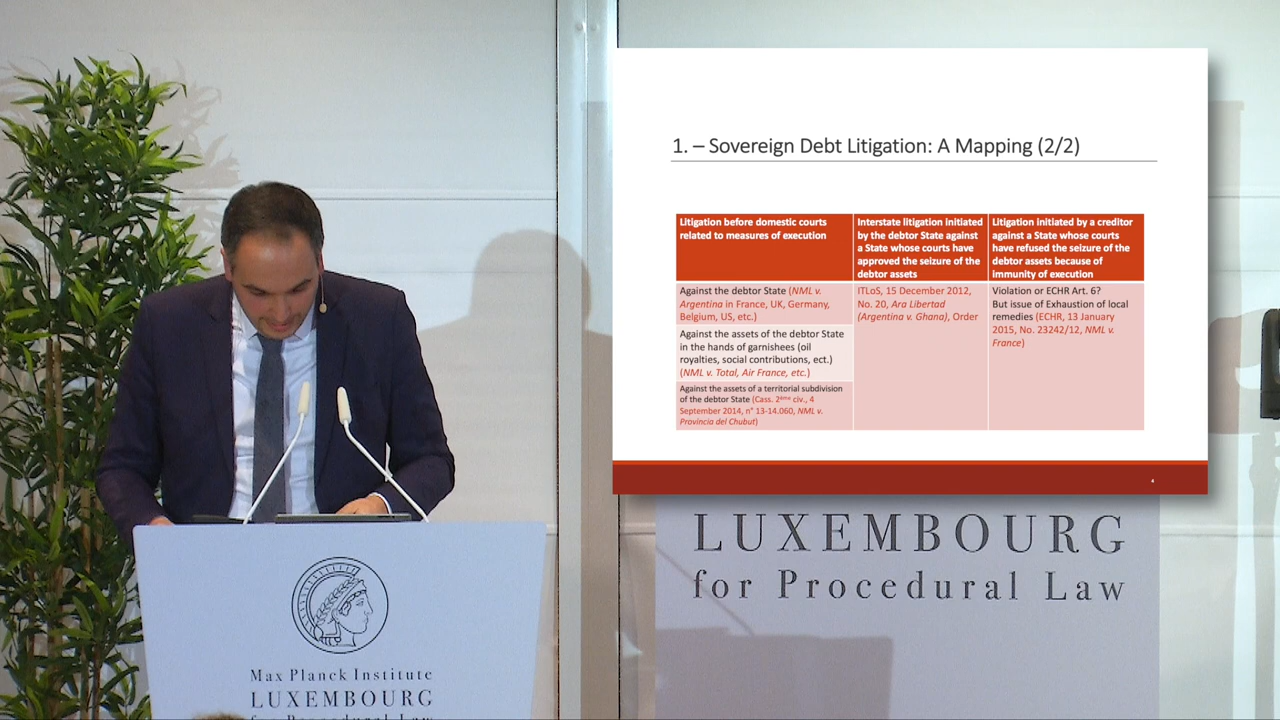 1. – Sovereign Debt Litigation: A Mapping (2/2)
Litigation before domestic courts
related to measures of execution
Interstate litigation initiated
by the debtor State against
a State whose courts have
approved the seizure of the
debtor assets
Litigation initiated by a creditor
against a State whose courts
have refused the seizure of the
debtor assets because of
immunity of execution
Against the debtor State (NML v.
Argentina in France, UK, Germany,
Belgium, US, etc.)
Against the assets of the debtor State
in the hands of garnishees (oil
royalties, social contributions, ect.)
(NML v. Total, Air France, etc.)
Against the assets of a territorial subdivision
of the debtor State (Cass. 2ème civ., 4
September 2014, n° 13-14.060, NML v.
Provincia del Chubut)
ITLoS, 15 December 2012,
No. 20, Ara Libertad
(Argentina v. Ghana), Order
Violation or ECHR Art. 6?
But issue of Exhaustion of local
remedies (ECHR, 13 January
2015, No. 23242/12, NML v.
France)
4
LUXEMBOURG
for Procedural Law
Max Planck Institute
LUXEMBOURG
for Procedural Law